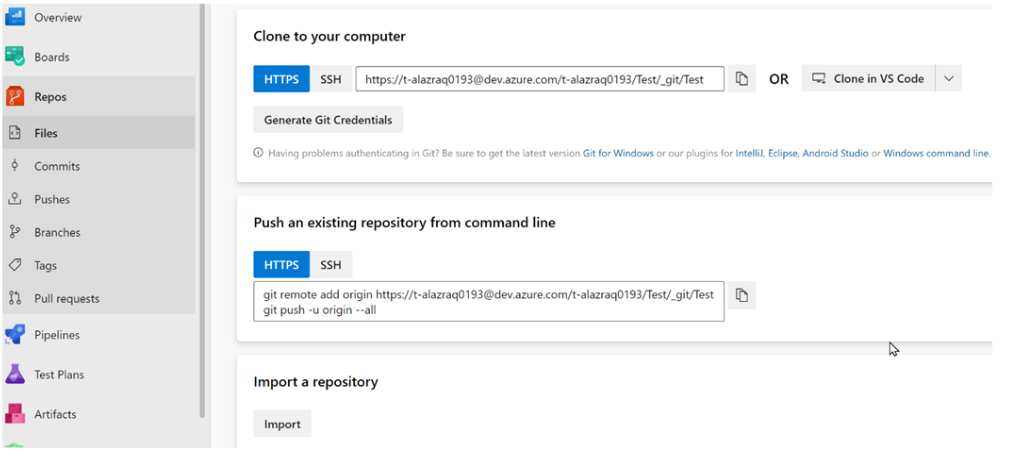 Overview
Boards
Repos
Files
Commits
Pushes
Branches
Tags
Pull requests
Pipelines
Test Plans
Artifacts
Clone to your computer
HTTPS SSH https://t-alazraq0193@dev.azure.com/t-alazraq0193/Test/_git/Test OR Clone in VS Code
Generate Git Credentials
Having problems authenticating in Git? Be sure to get the latest version Git for Windows or our plugins for IntelliJ, Eclipse, Android Studio or Windows command line.
Push an existing repository from command line
HTTPS SSH
git remote add origin https://t-alazraq0193@dev.azure.com/t-alazraq0193/Test/_git/Test
git push -u origin --all
Import a repository
Import